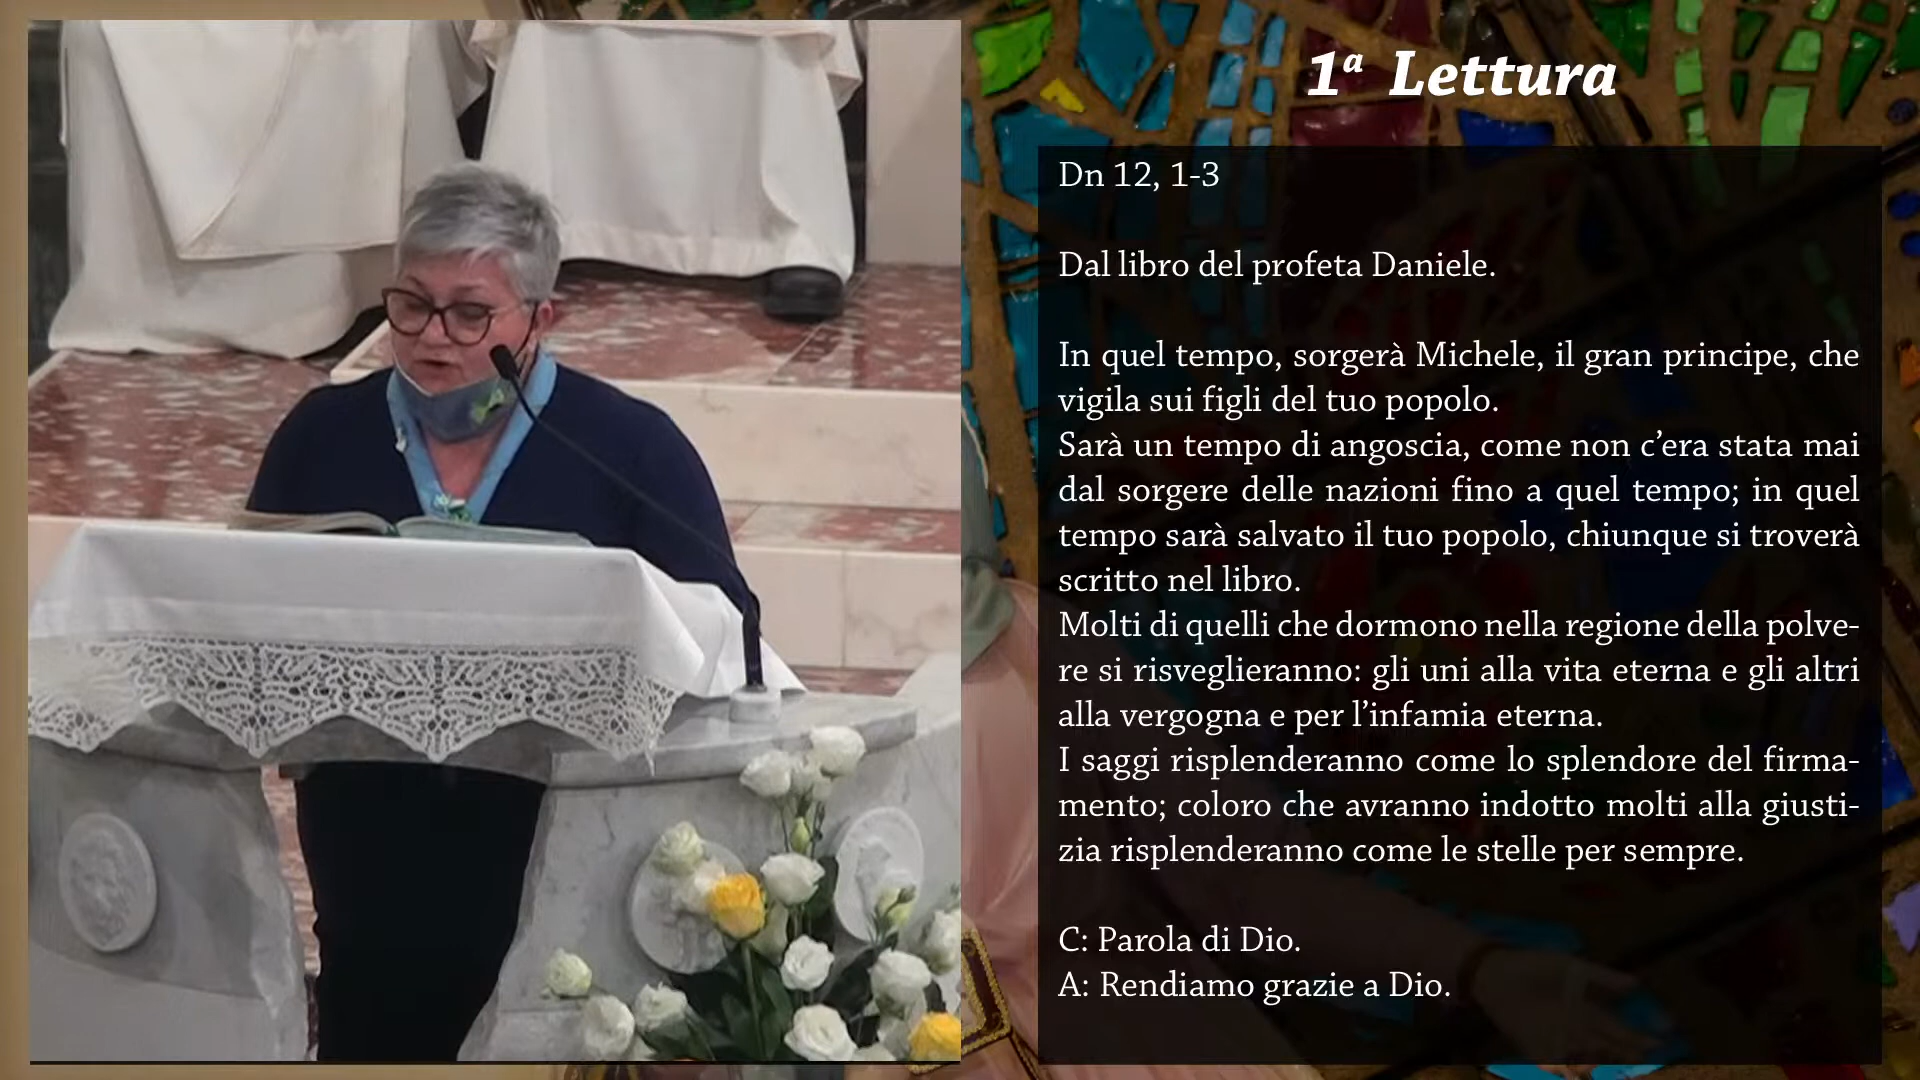 1ª Lettura
Dn 12, 1-3
Dal libro del profeta Daniele.
In quel tempo, sorgerà Michele, il gran principe, che
vigila sui figli del tuo popolo.
Sarà un tempo di angoscia, come non c’era stata mai
dal sorgere delle nazioni fino a quel tempo; in quel
tempo sarà salvato il tuo popolo, chiunque si troverà
scritto nel libro.
Molti di quelli che dormono nella regione della polve-
re si risveglieranno: gli uni alla vita eterna e gli altri
alla vergogna e per l’infamia eterna.
I saggi risplenderanno come lo splendore del firma-
mento; coloro che avranno indotto molti alla giusti-
zia risplenderanno come le stelle per sempre.
C: Parola di Dio.
A: Rendiamo grazie a Dio.